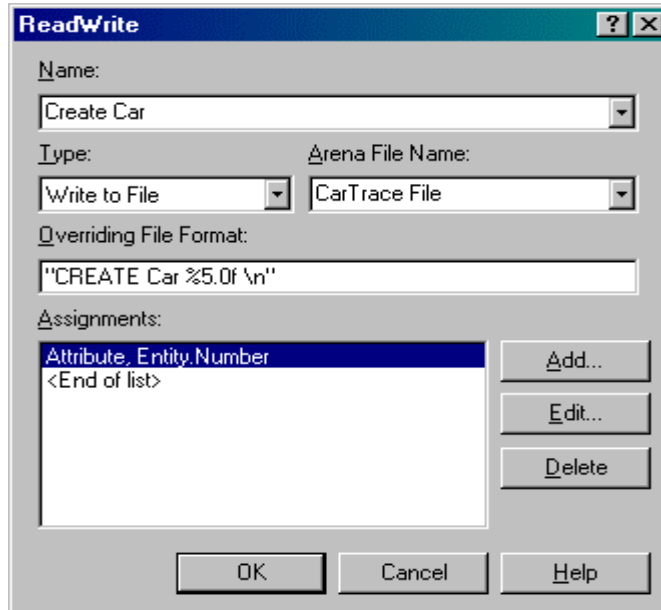 ReadWrite
Name:
Create Car
Type:
Arena File Name:
Write to File
CarTrace File
Overriding File Format:
"CREATE Car %5.0f \n"
Assignments:
Attribute, Entity.Number
<End of list>
Add...
Edit...
Delete
OK
Cancel
Help